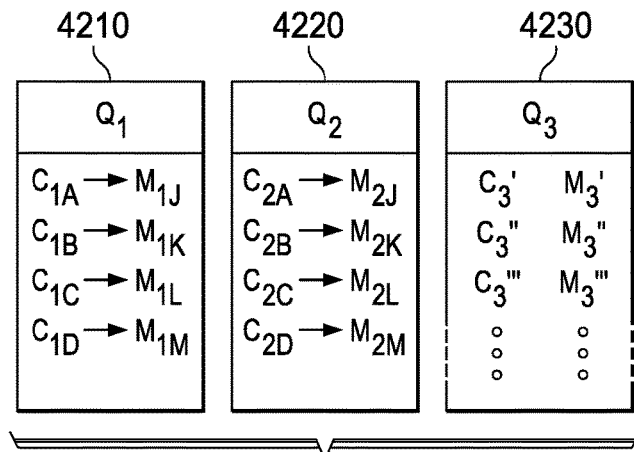 4210 4220 4230
Q1 Q2 Q3
C1A → M1J C2A → M2J C3' M3'
C1B → M1K C2B → M2K C3" M3"
C1C → M1L C2C → M2L C3''' M3'''
C1D → M1M C2D → M2M